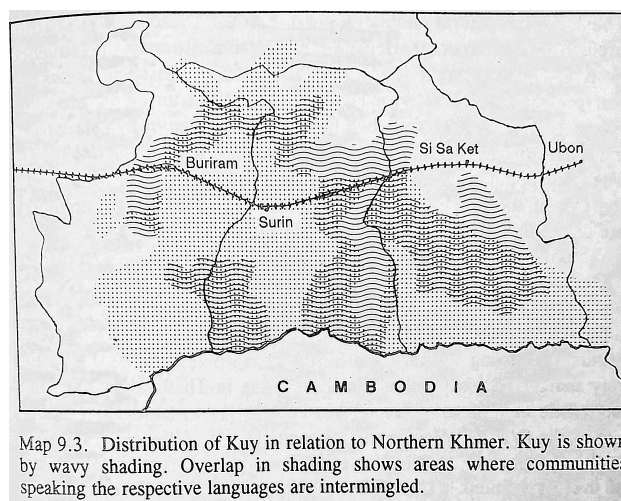 Si Sa Ket
Ubon
Buriram
Surin
CAMBODIA
Map 9.3. Distribution of Kuy in relation to Northern Khmer. Kuy is shown
by wavy shading. Overlap in shading shows areas where communities
speaking the respective languages are intermingled.